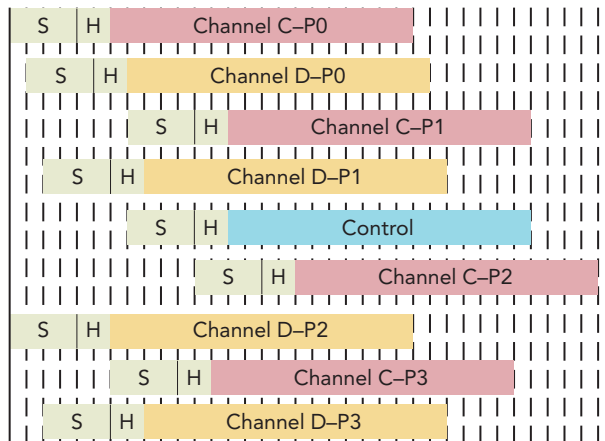 S H Channel C–P0
S H Channel D–P0
S H Channel C–P1
S H Channel D–P1
S H Control
S H Channel C–P2
S H Channel D–P2
S H Channel C–P3
S H Channel D–P3